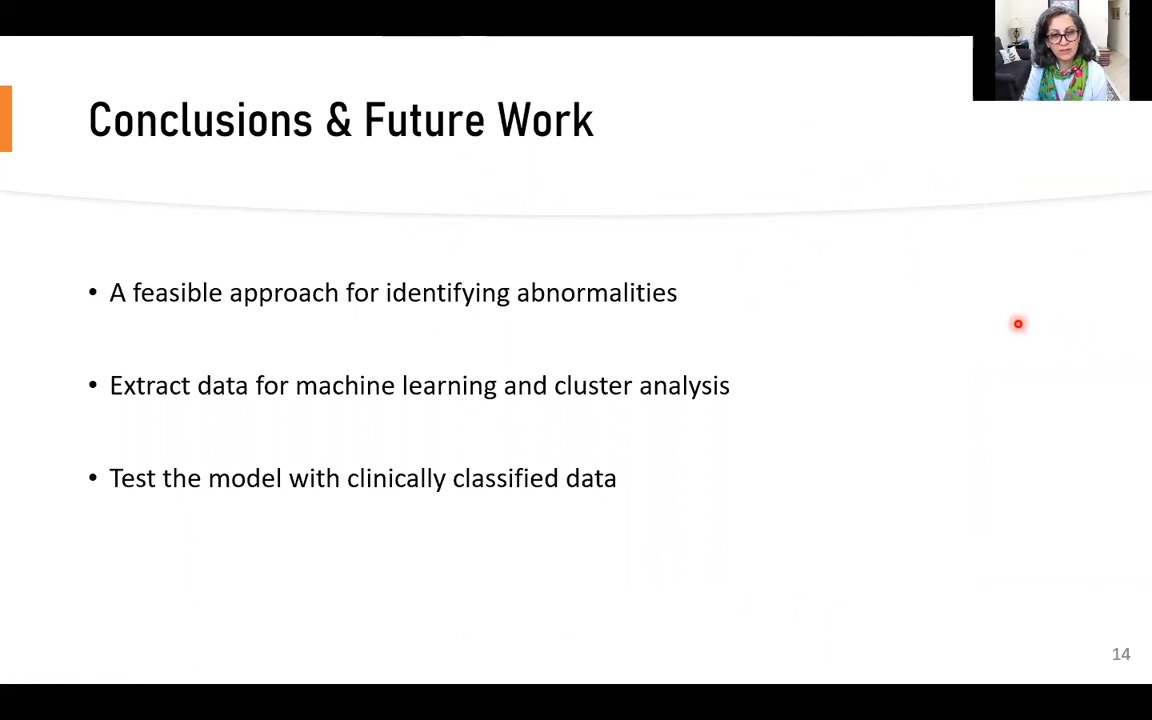 Conclusions & Future Work
• A feasible approach for identifying abnormalities
• Extract data for machine learning and cluster analysis
• Test the model with clinically classified data
14